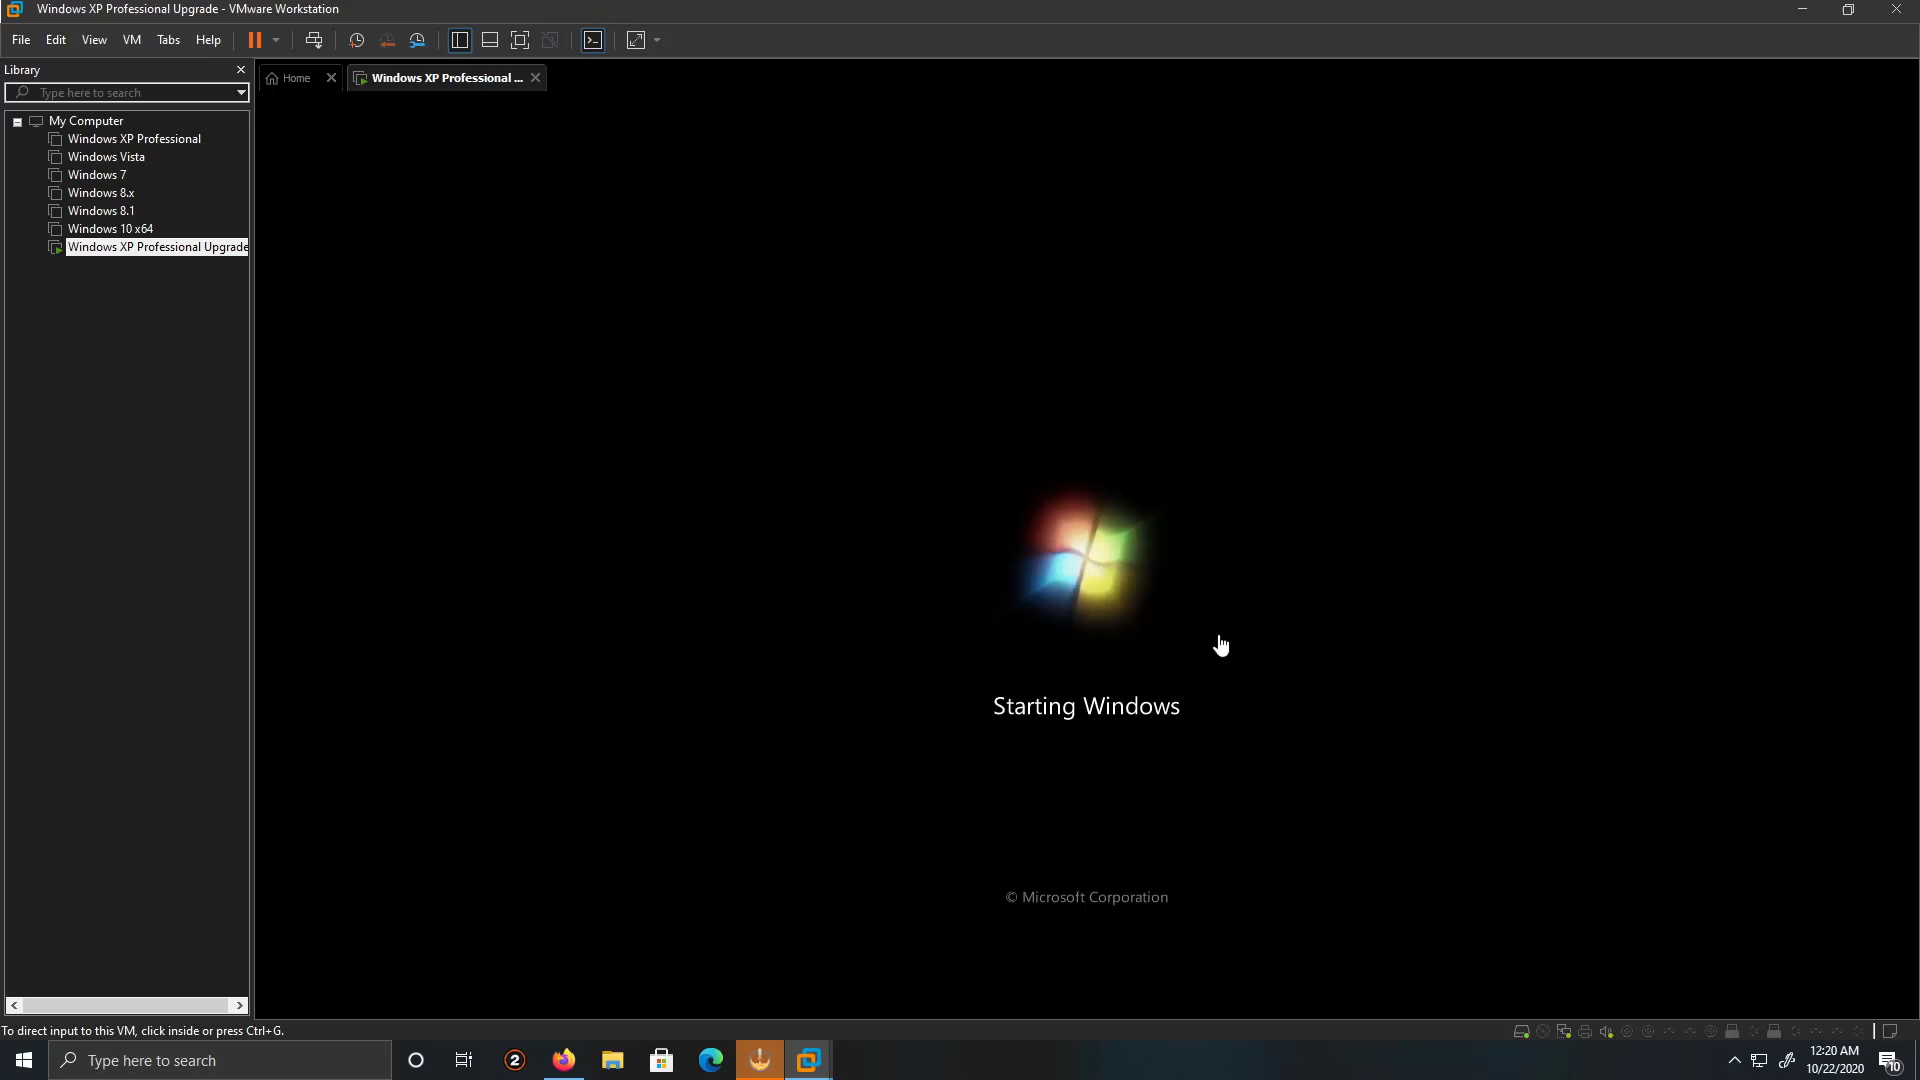 Windows XP Professional Upgrade - VMware Workstation
File Edit View VM Tabs Help
Library
Type here to search
Home
Windows XP Professional ...
My Computer
Windows XP Professional
Windows Vista
Windows 7
Windows 8.x
Windows 8.1
Windows 10 x64
Windows XP Professional Upgrade
Starting Windows
© Microsoft Corporation
To direct input to this VM, click inside or press Ctrl+G.
Type here to search
2
12:20 AM
10/22/2020
10